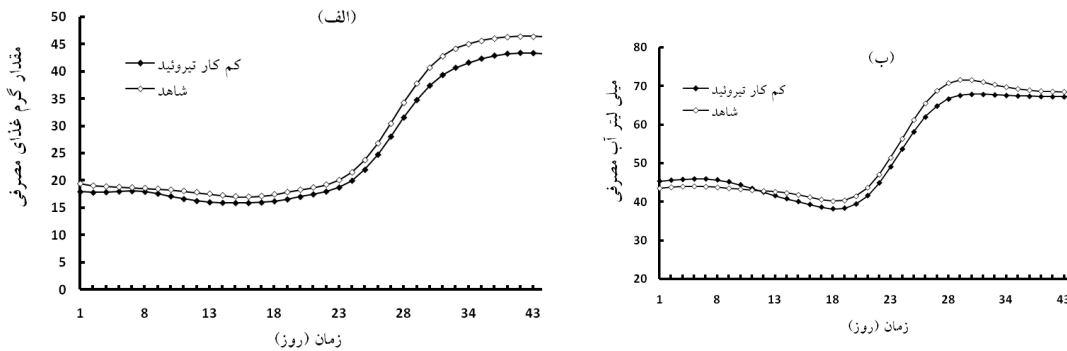 (الف)
مقدار گرم غذای مصرفی
50
45
40
35
30
25
20
15
10
5
0
کم کار تیروئید
شاهد
1 8 13 18 23 28 34 43
زمان (روز)
(ب)
میلی لیتر آب مصرفی
80
70
60
50
40
30
20
کم کار تیروئید
شاهد
1 8 13 18 23 28 34 43
زمان (روز)